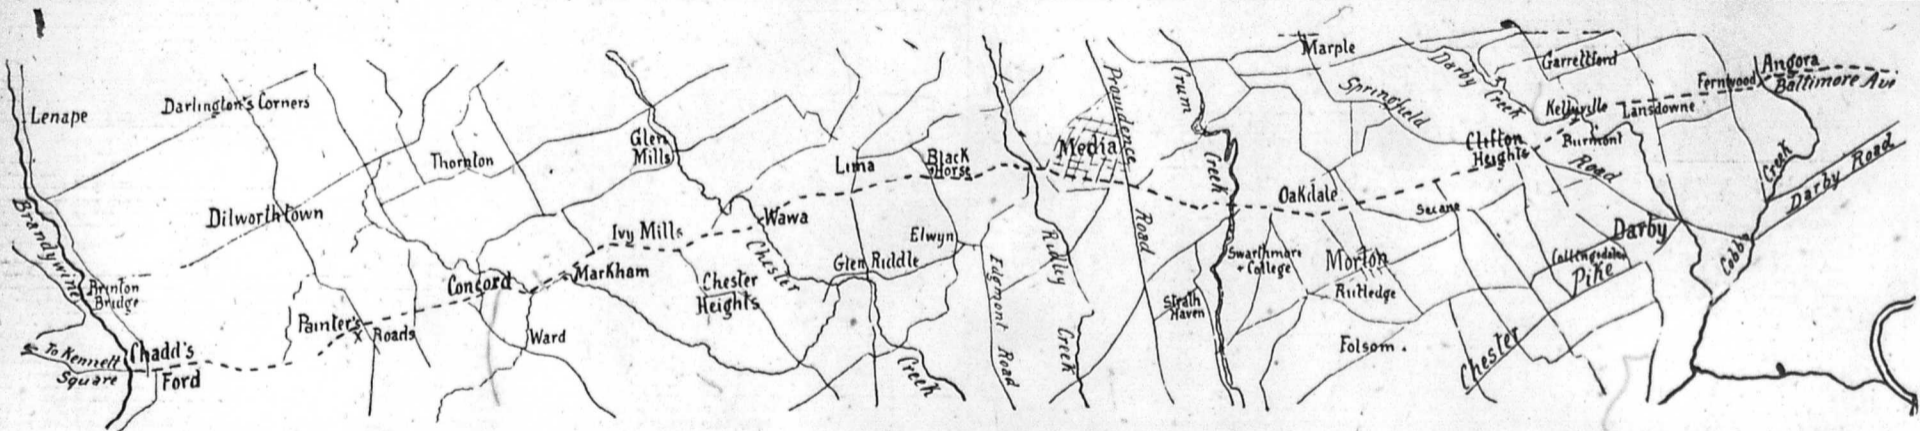 Lenape
Darlington's Corners
Dilworthtown
Brandywine
Brinton
Bridge
To Kennett
Square
Chadd's
Ford
Painter's
X Roads
Thornton
Concord
Ward
Markham
Ivy Mills
Glen
Mills
Chester
Heights
Wawa
Chester
Creek
Lima
Black
Horse
Glen Riddle
Elwyn
Edgemont Road
Ridley
Creek
Media
Providence
Road
Crum
Creek
Strath
Haven
Swarthmore
+ College
Oakdale
Morton
Rutledge
Folsom.
Marple
Springfield
Road
Secane
Clifton
Heights
Darby
Creek
Garrettford
Kellyville
Burmont
Lansdowne
Fernwood
Angora
Baltimore Ave
Collingsdale
Darby
Chester
Pike
Cobb's
Creek
Darby Road